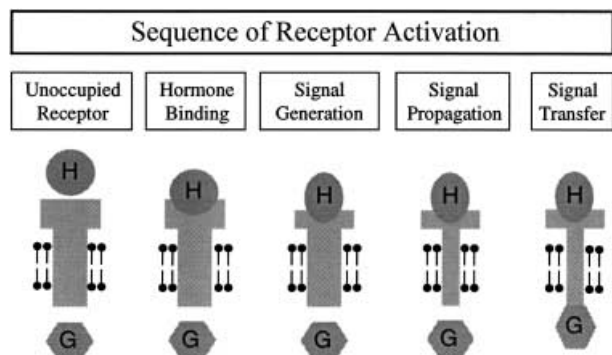 Sequence of Receptor Activation
Unoccupied
Receptor
Hormone
Binding
Signal
Generation
Signal
Propagation
Signal
Transfer
H
H
H
H
H
G
G
G
G
G